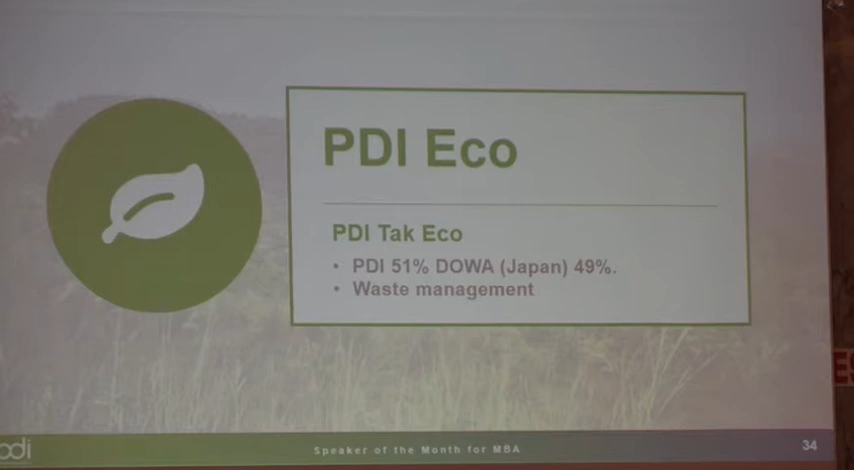 PDI Eco
PDI Tak Eco
• PDI 51% DOWA (Japan) 49%.
• Waste management
pdi
Speaker of the Month for MBA
34